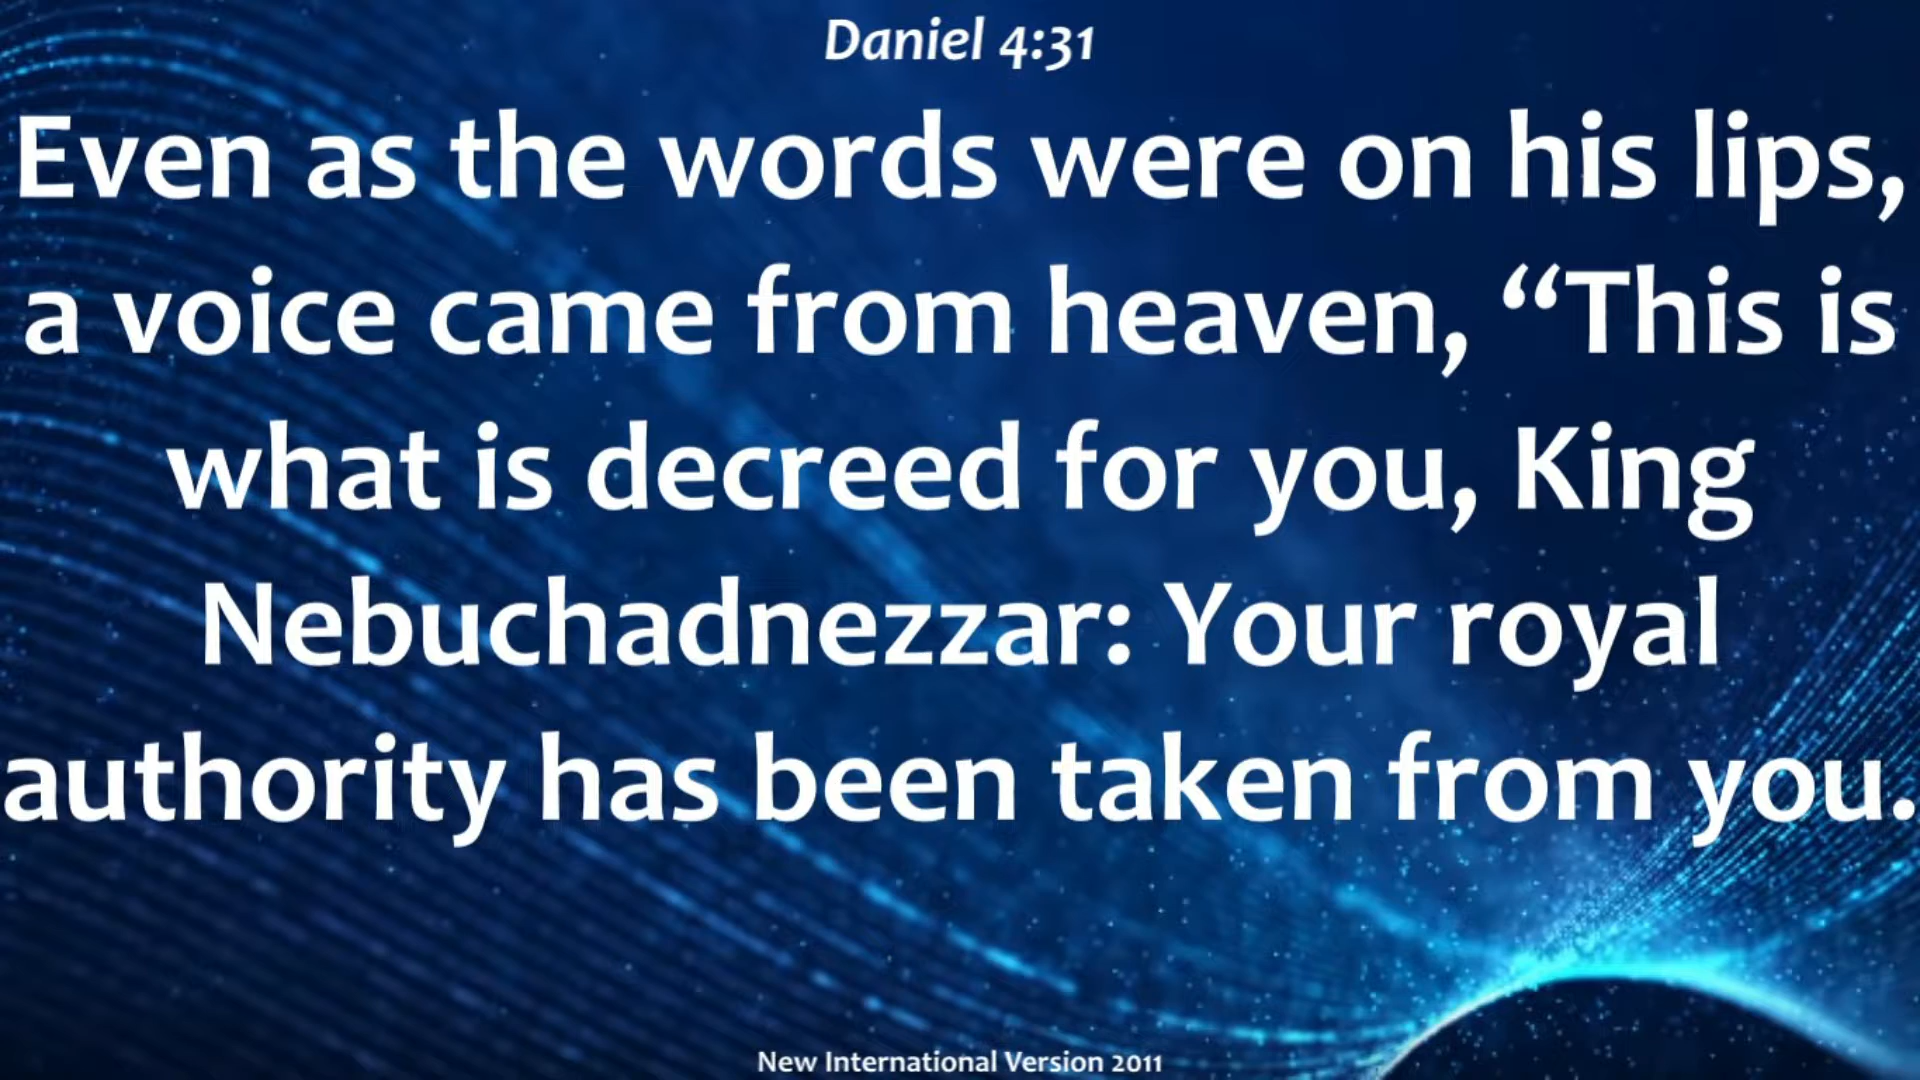 Daniel 4:31
Even as the words were on his lips,
a voice came from heaven, “This is
what is decreed for you, King
Nebuchadnezzar: Your royal
authority has been taken from you.
New International Version 2011